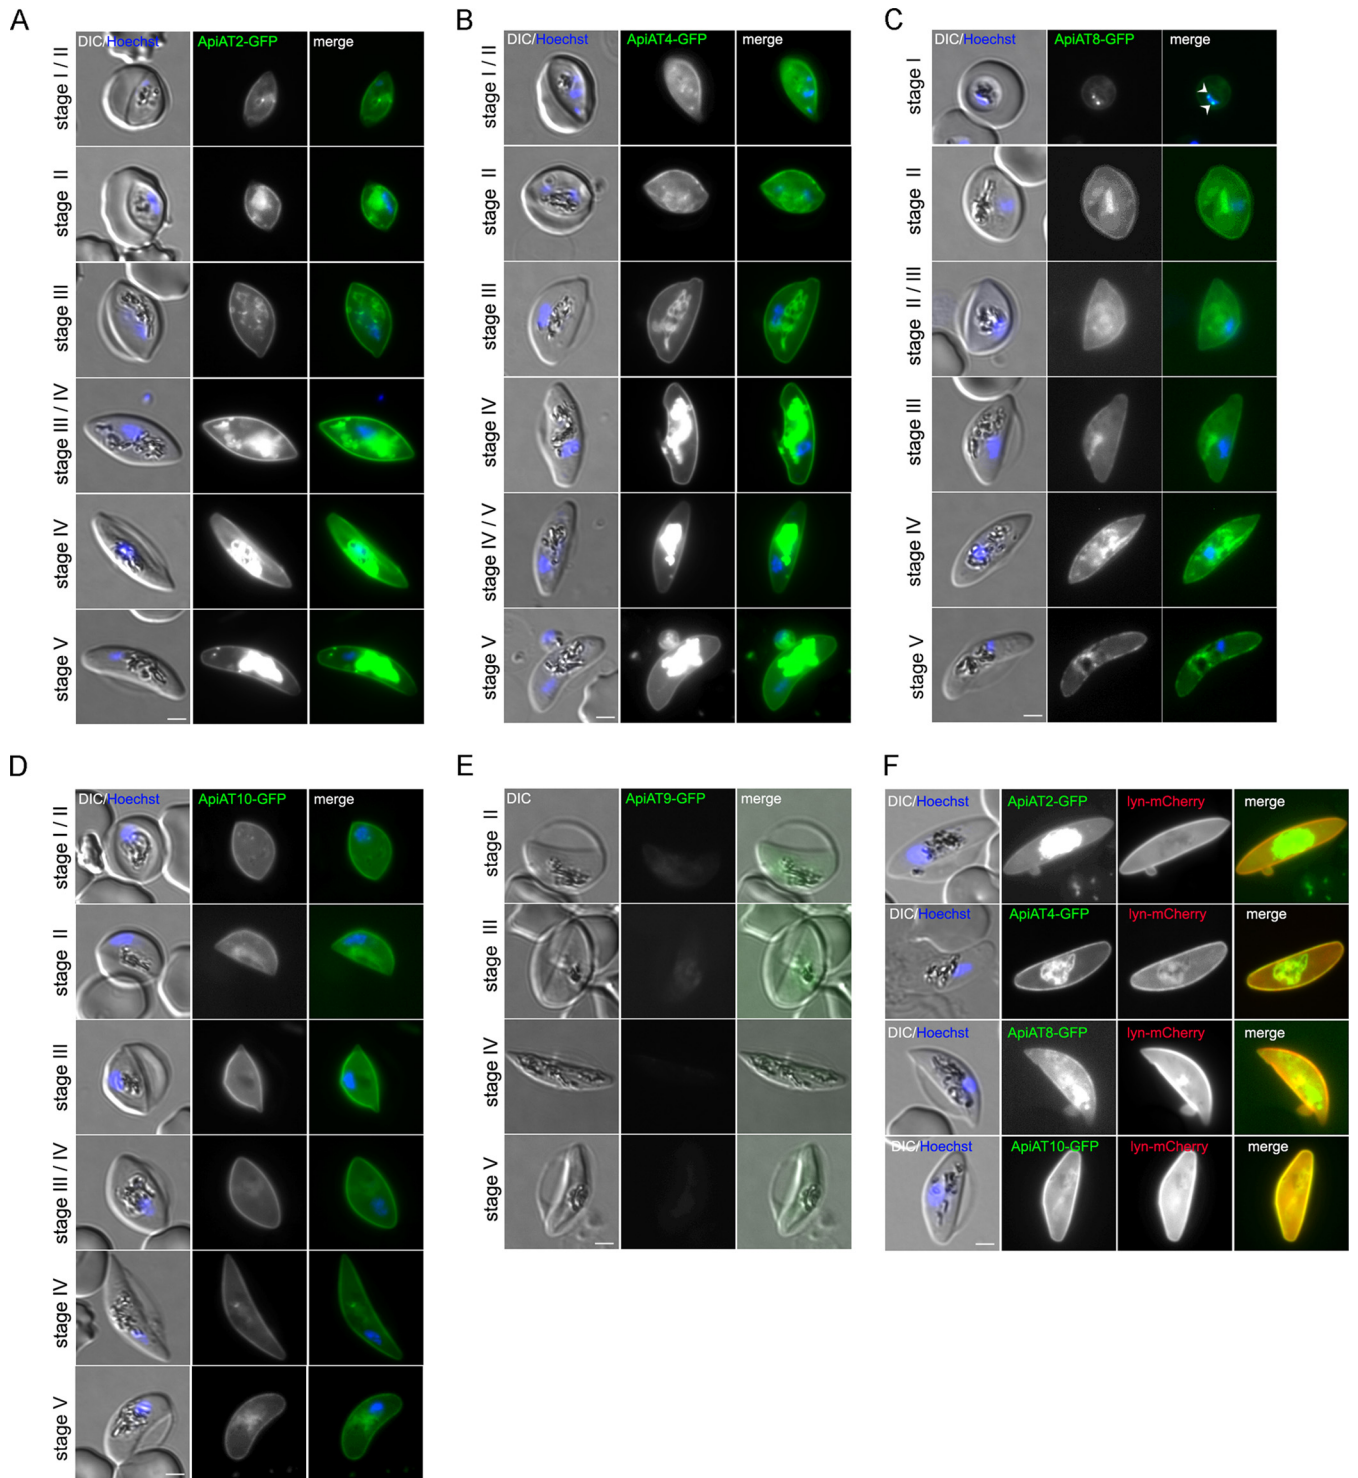 A
DIC/Hoechst ApiAT2-GFP merge
stage I / II
stage II
stage III
stage III / IV
stage IV
stage V
B
DIC/Hoechst ApiAT4-GFP merge
stage I / II
stage II
stage III
stage IV
stage IV / V
stage V
C
DIC/Hoechst ApiAT8-GFP merge
stage I
stage II
stage II / III
stage III
stage IV
stage V
D
DIC/Hoechst ApiAT10-GFP merge
stage I / II
stage II
stage III
stage III / IV
stage IV
stage V
E
DIC ApiAT9-GFP merge
stage II
stage III
stage IV
stage V
F
DIC/Hoechst ApiAT2-GFP lyn-mCherry merge
DIC/Hoechst ApiAT4-GFP lyn-mCherry merge
DIC/Hoechst ApiAT8-GFP lyn-mCherry merge
DIC/Hoechst ApiAT10-GFP lyn-mCherry merge